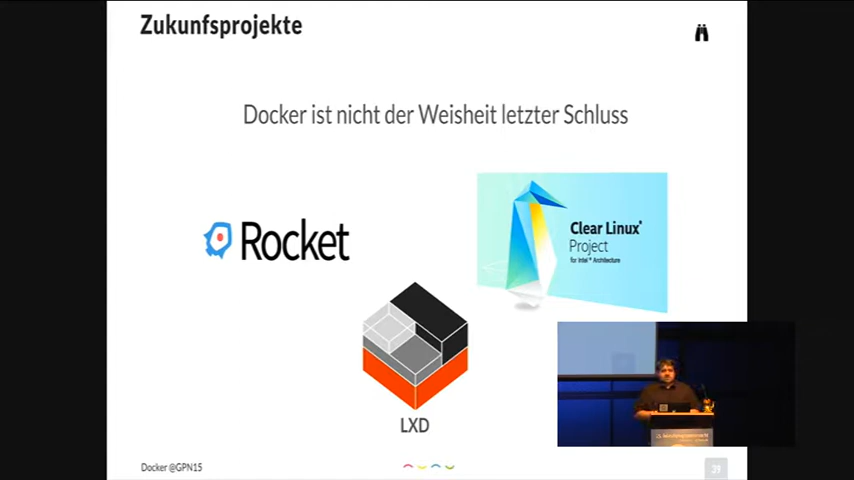 Zukunfsprojekte
Docker ist nicht der Weisheit letzter Schluss
Rocket
Clear Linux*
Project
for Intel® Architecture
LXD
Docker @GPN15
39